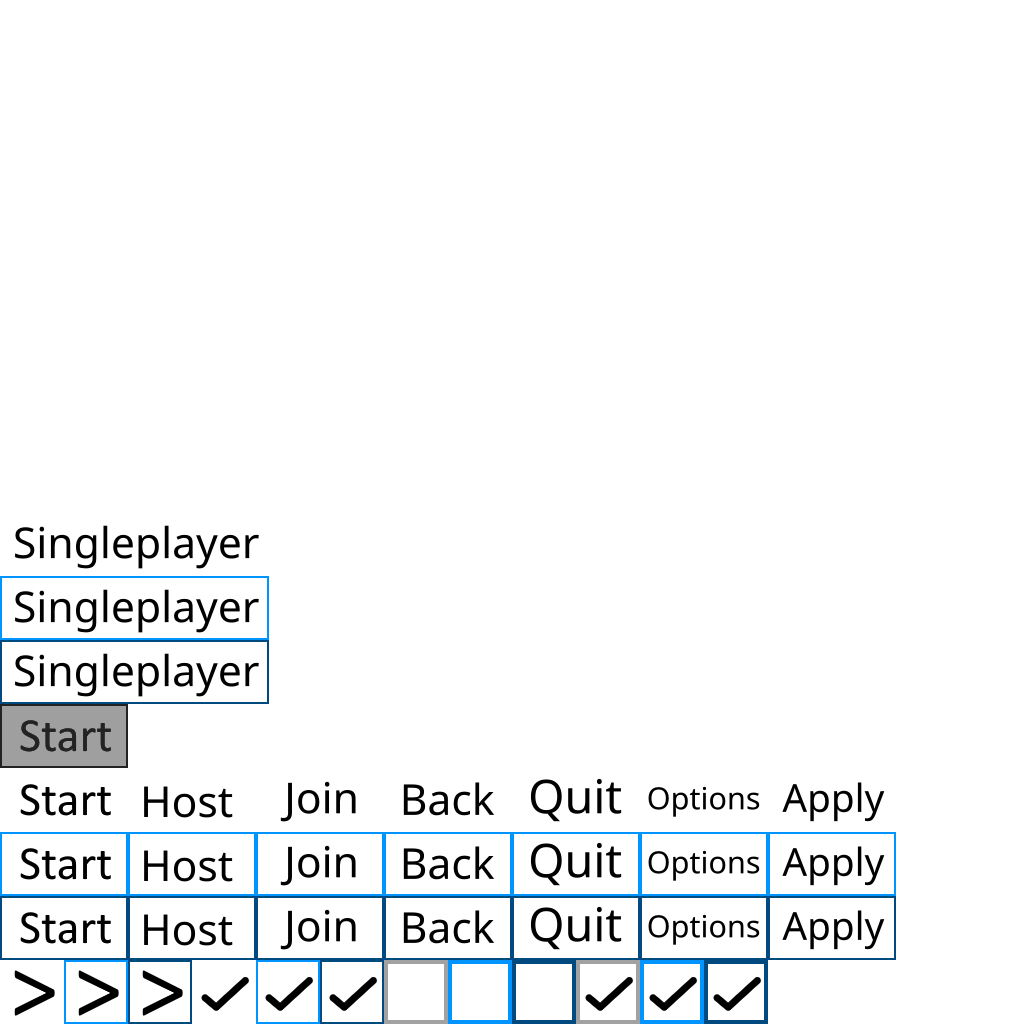 Singleplayer
Singleplayer
Singleplayer
Start
Start Host Join Back Quit Options Apply
Start Host Join Back Quit Options Apply
Start Host Join Back Quit Options Apply
> > > ✓ ✓ ✓ ✓ ✓ ✓